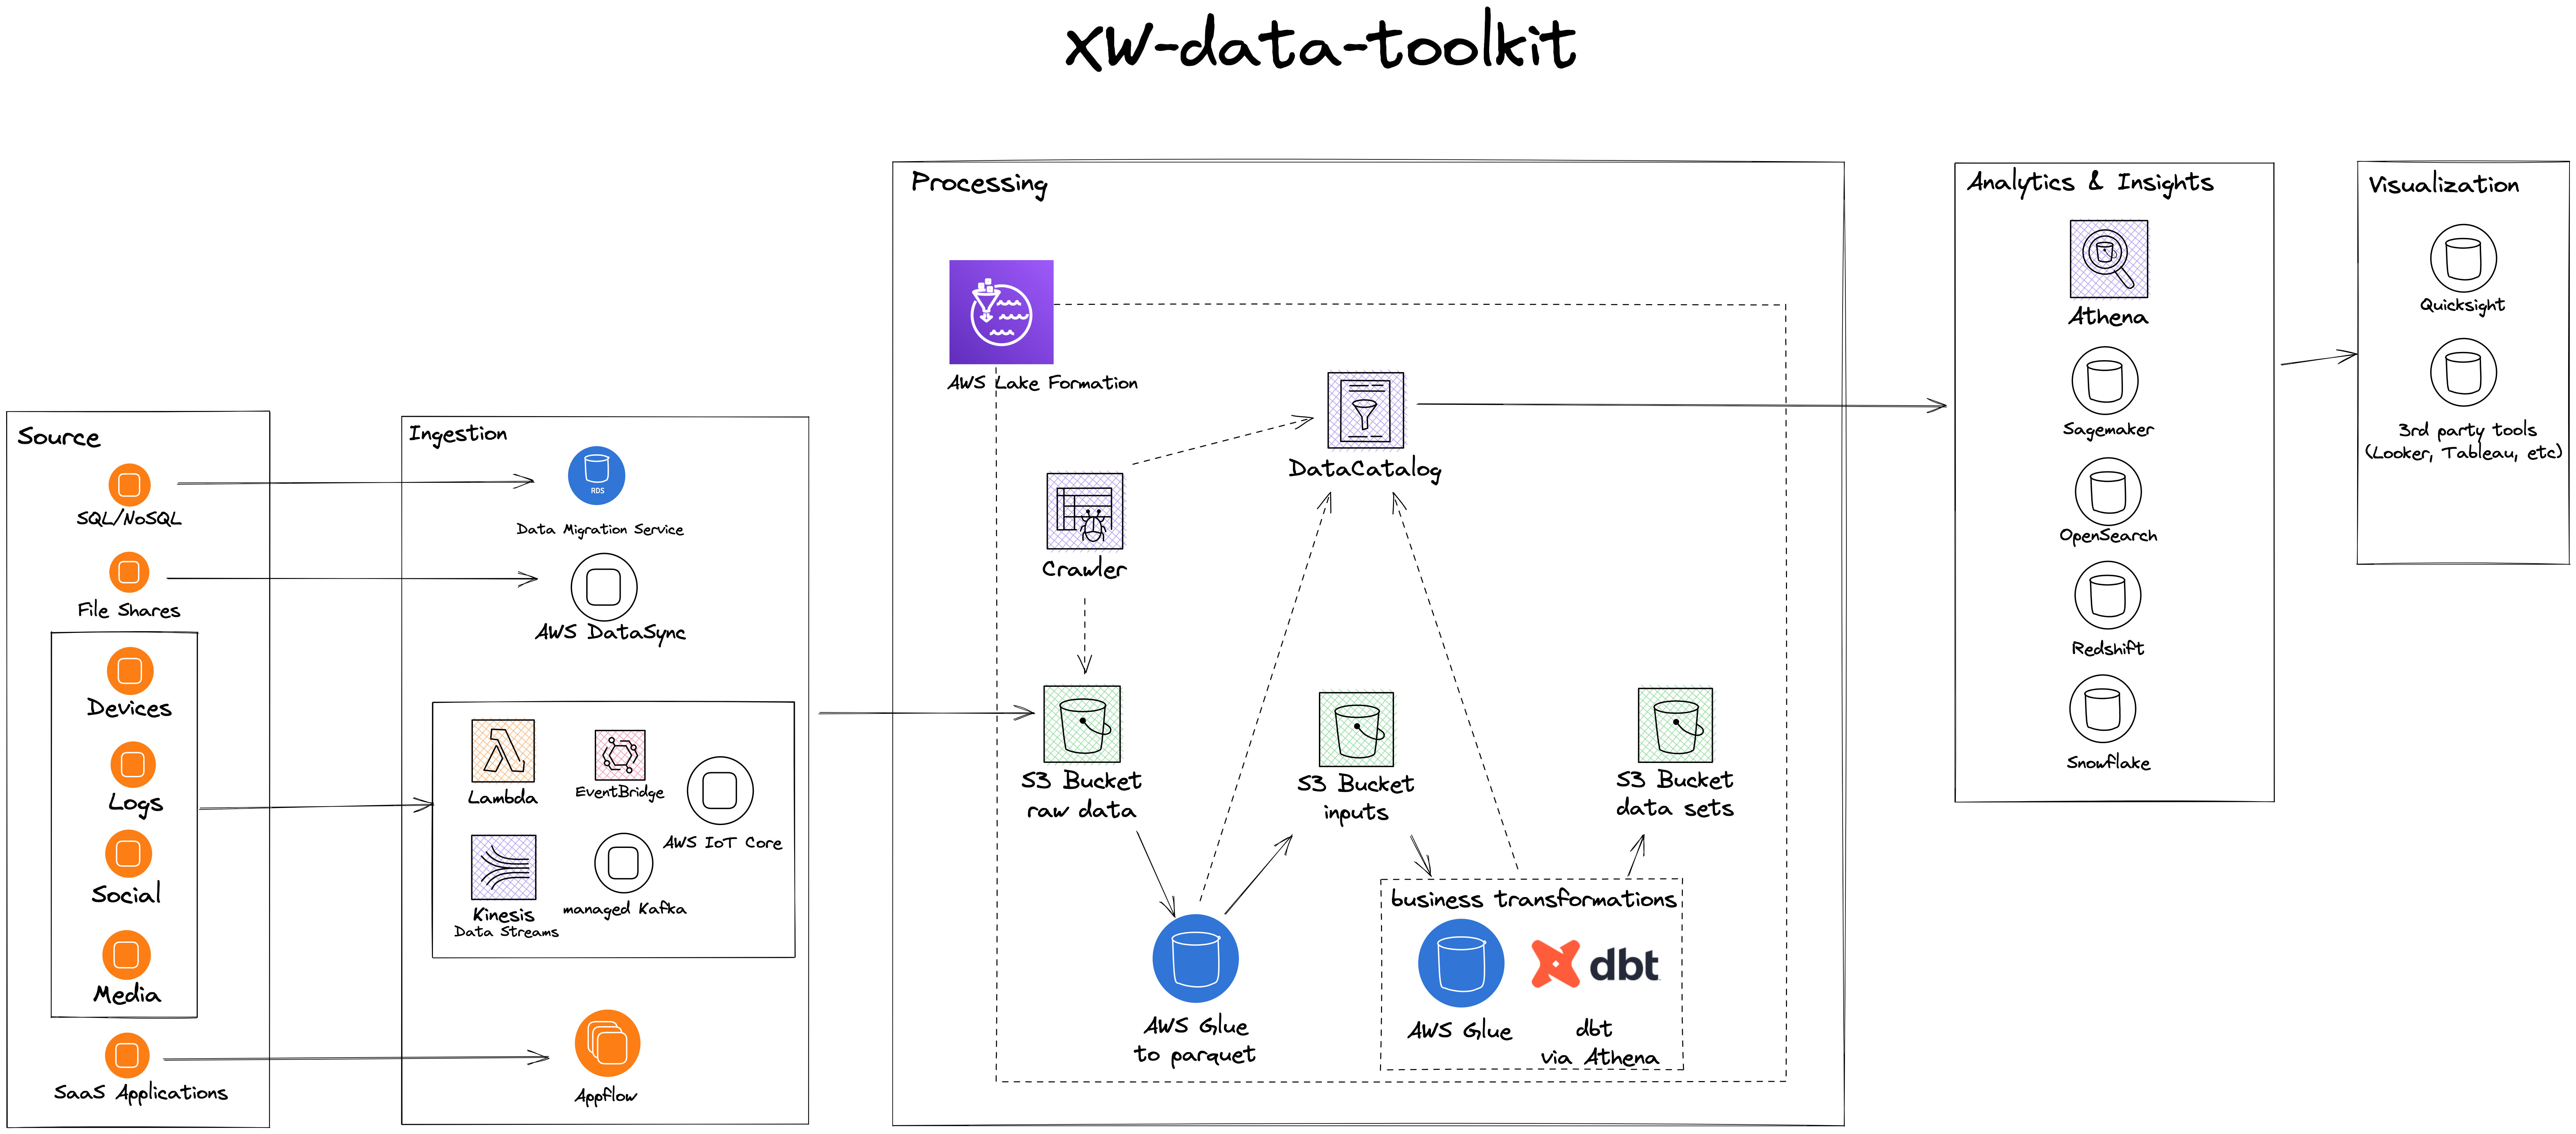 xw-data-toolkit
Source
SQL/NoSQL
File Shares
Devices
Logs
Social
Media
SaaS Applications
Ingestion
RDS
Data Migration Service
AWS DataSync
Lambda
EventBridge
AWS IoT Core
Kinesis
Data Streams
managed Kafka
Appflow
Processing
AWS Lake Formation
DataCatalog
Crawler
S3 Bucket
raw data
S3 Bucket
inputs
S3 Bucket
data sets
AWS Glue
to parquet
business transformations
AWS Glue
dbt
dbt
via Athena
Analytics & Insights
Athena
Sagemaker
OpenSearch
Redshift
Snowflake
Visualization
Quicksight
3rd party tools
(Looker, Tableau, etc)